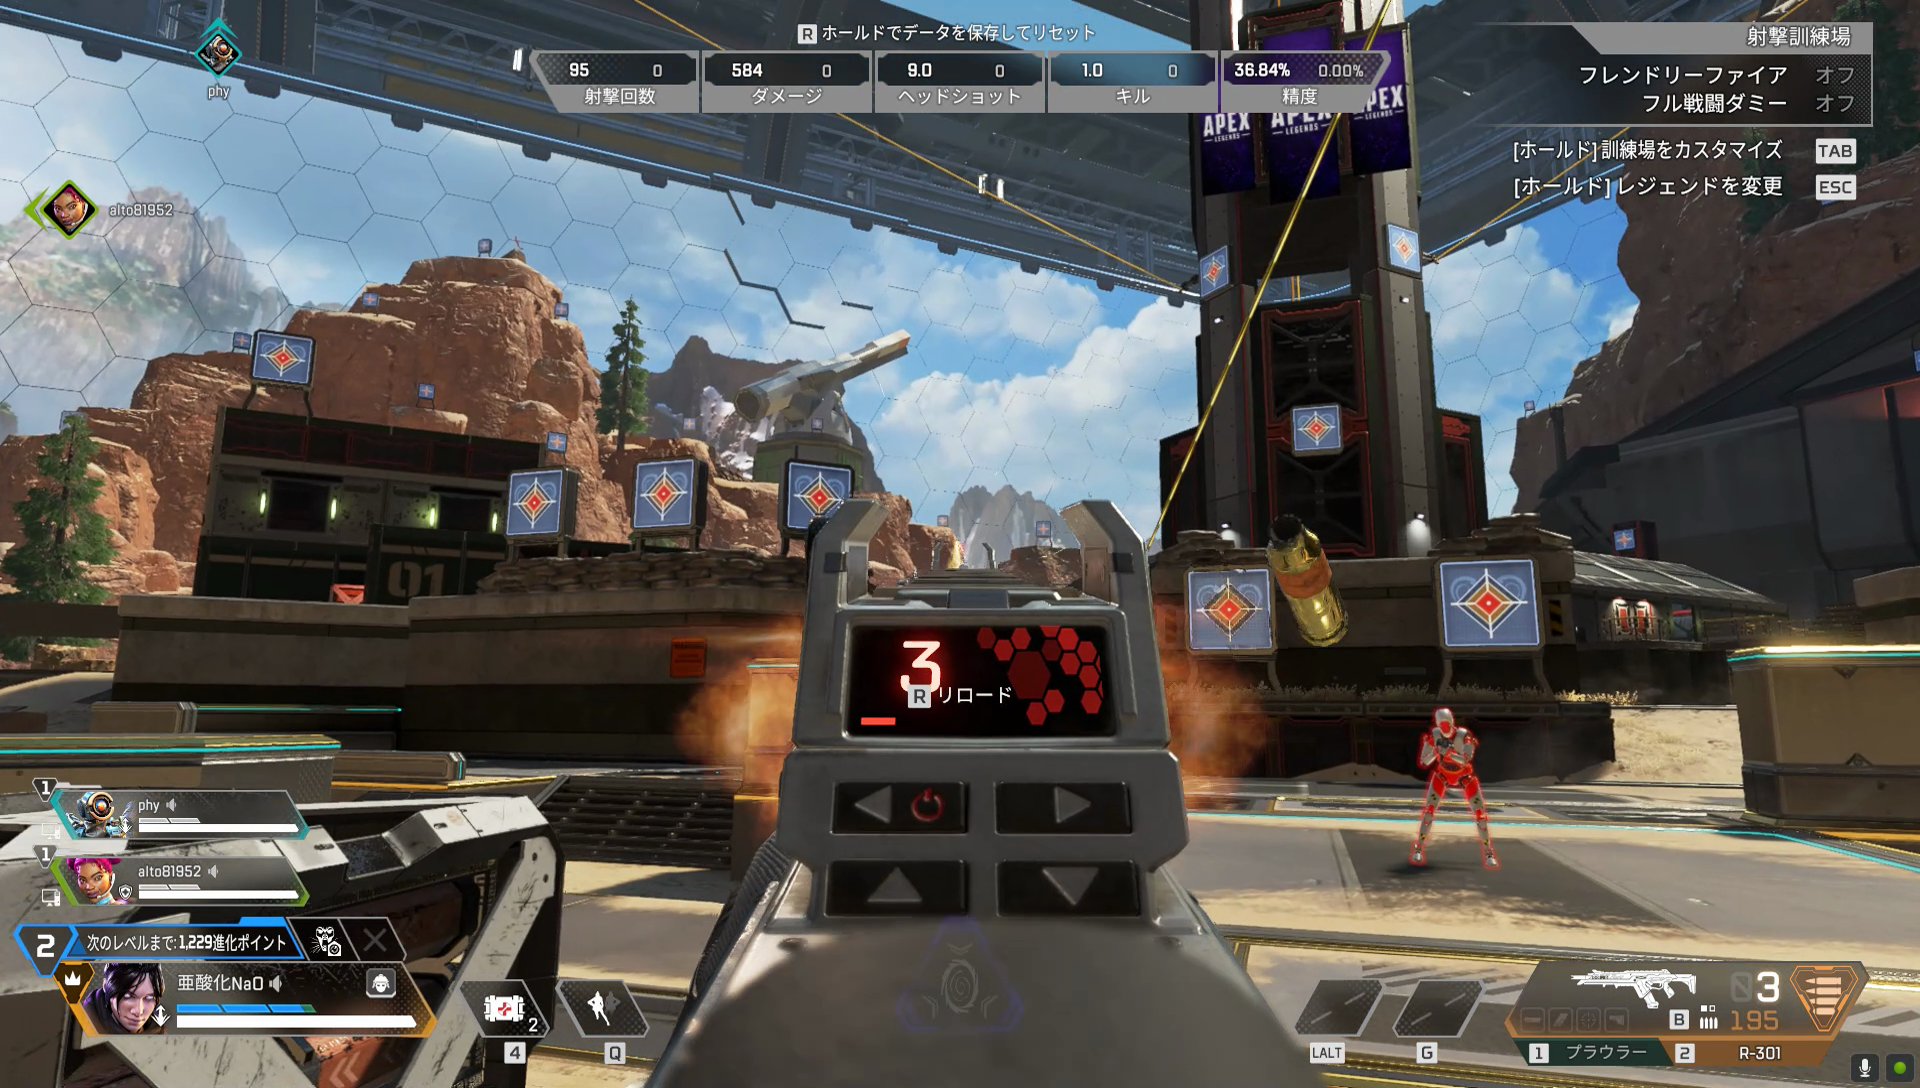 R ホールドでデータを保存してリセット
95 0 584 0 9.0 0 1.0 0 36.84% 0.00%
射撃回数 ダメージ ヘッドショット キル 精度
射撃訓練場
フレンドリーファイア オフ
フル戦闘ダミー オフ
[ホールド]訓練場をカスタマイズ TAB
[ホールド]レジェンドを変更 ESC
phy
alto81952
APEX LEGENDS
APEX LEGENDS
APEX LEGENDS
01
3
R リロード
1
phy
1
alto81952
2 次のレベルまで:1,229進化ポイント
亜酸化NaO
2
4 Q
LALT G
3
B 195
1 ブラウラー 2 R-301